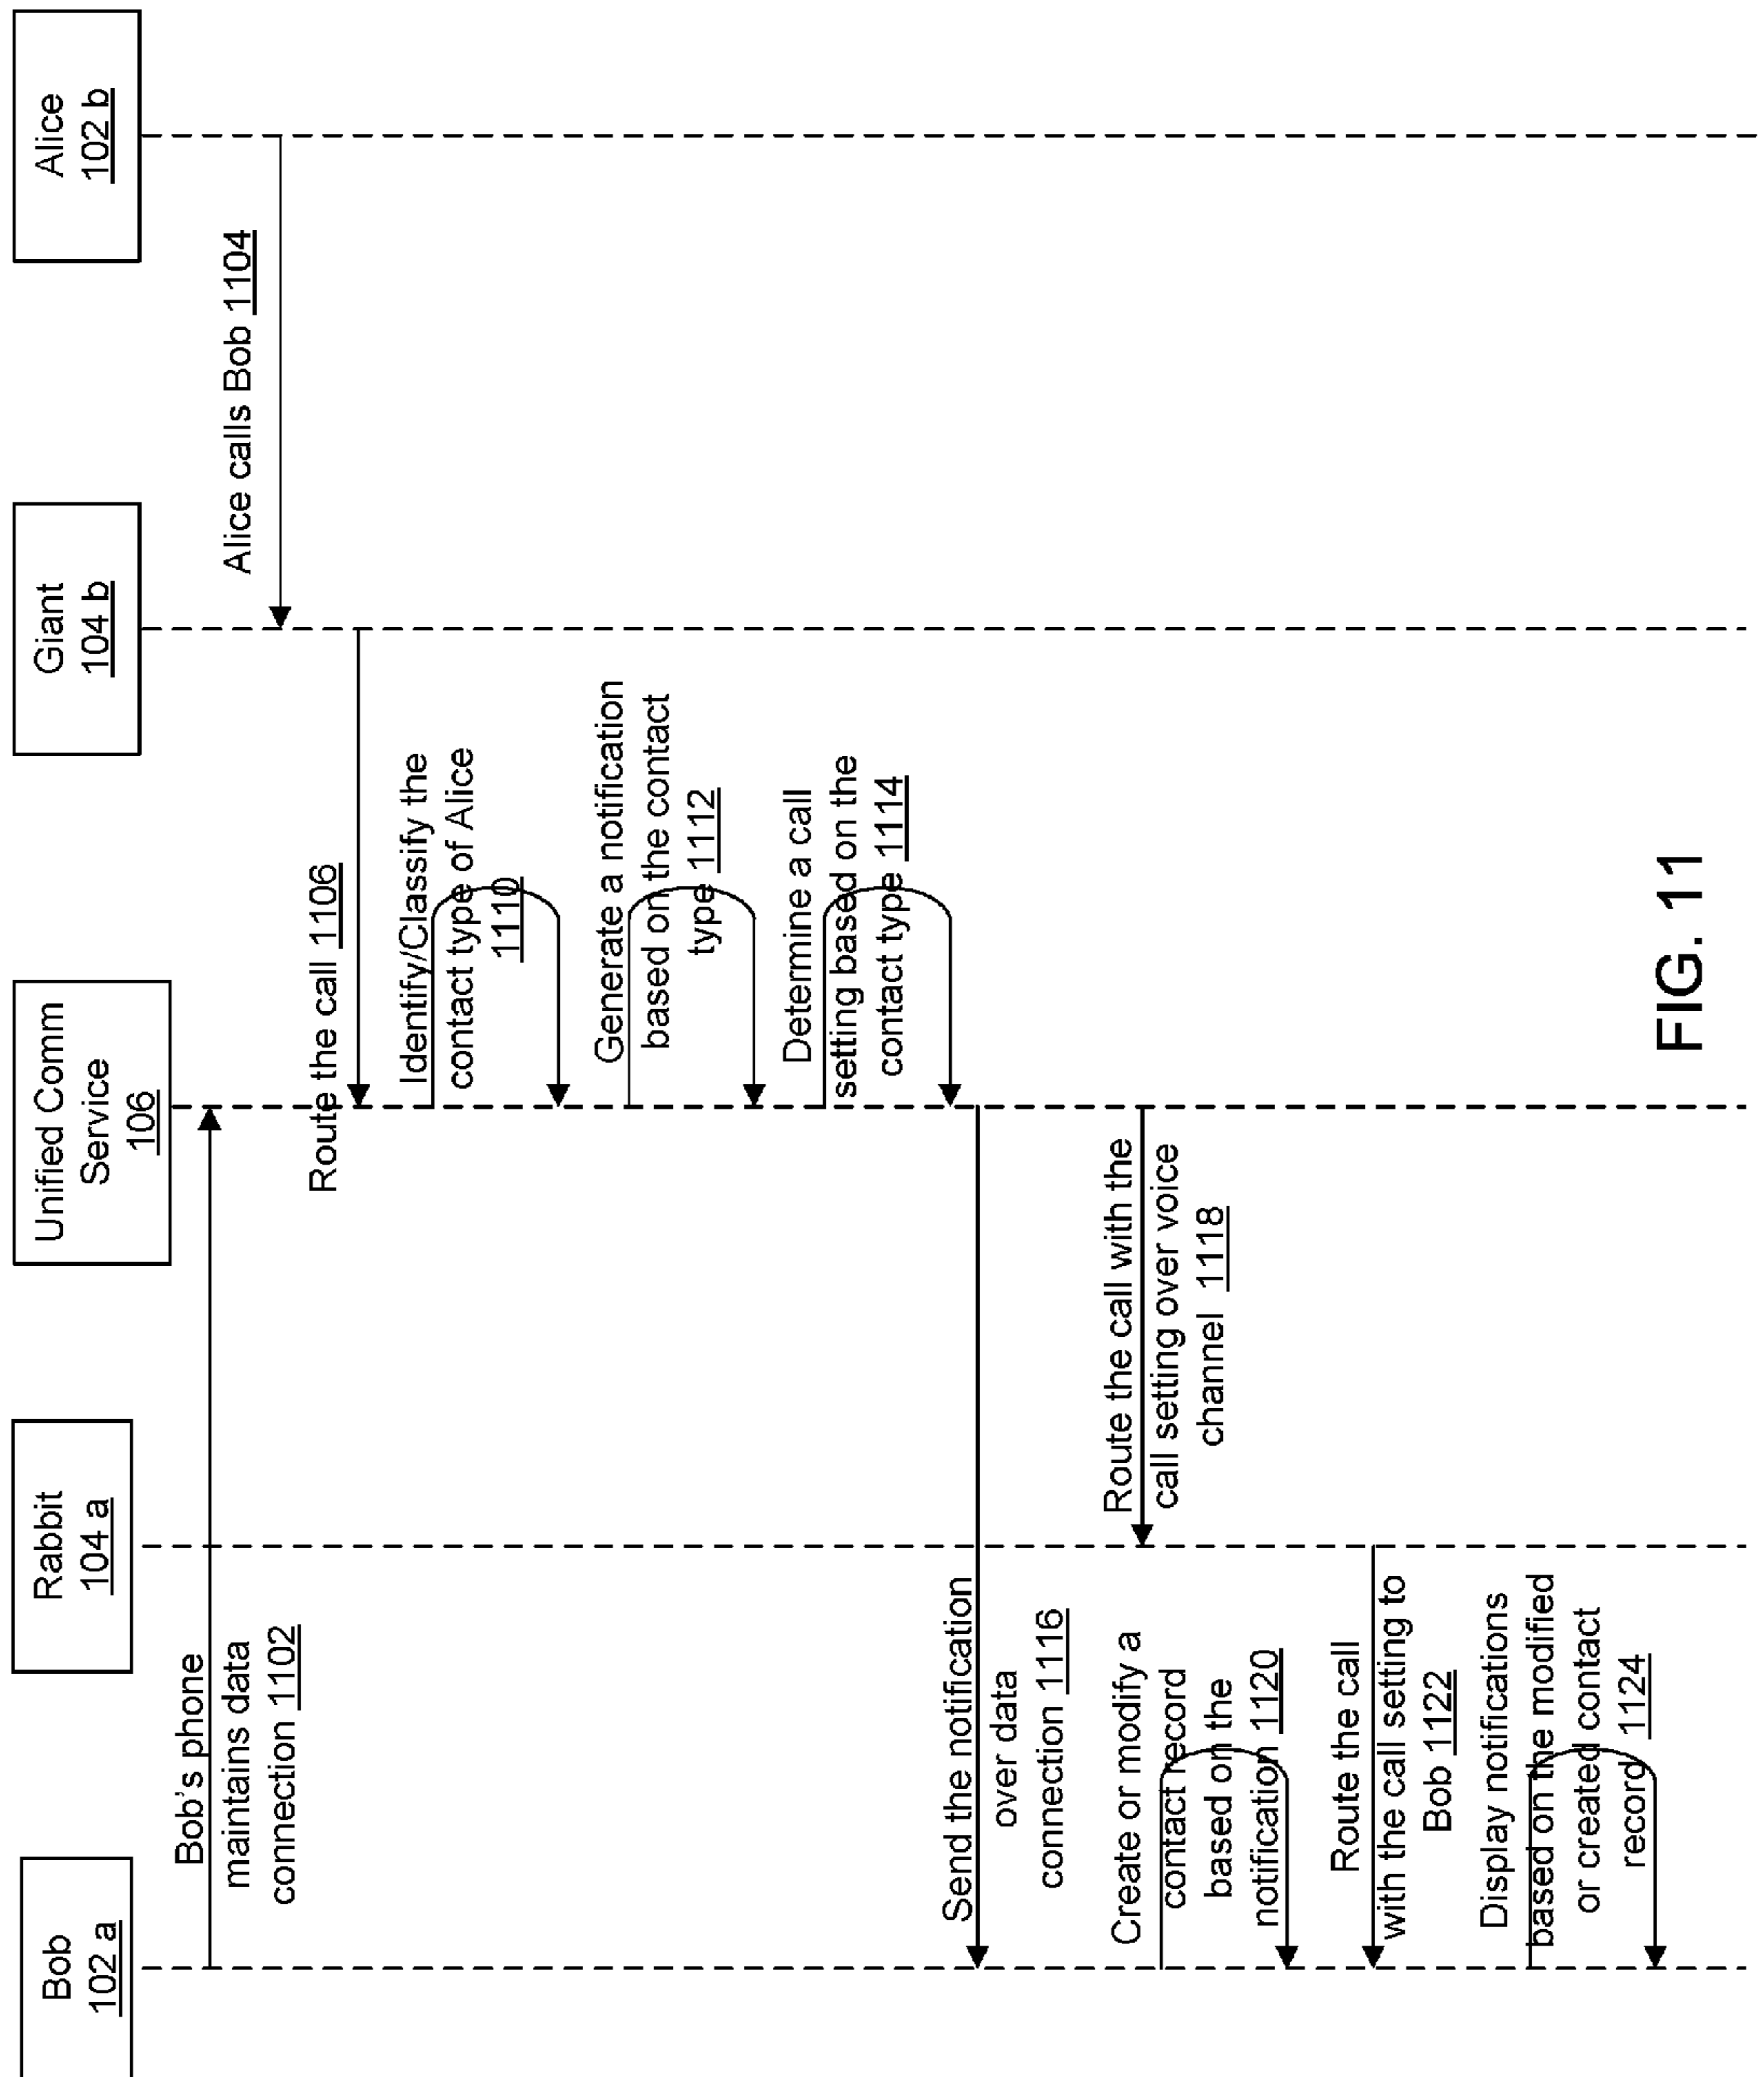 Bob
102 a
Rabbit
104 a
Unified Comm
Service
106
Giant
104 b
Alice
102 b
Bob's phone
maintains data
connection 1102
Alice calls Bob 1104
Route the call 1106
Identify/Classify the
contact type of Alice
1110
Generate a notification
based on the contact
type 1112
Determine a call
setting based on the
contact type 1114
Send the notification
over data
connection 1116
Route the call with the
call setting over voice
channel 1118
Create or modify a
contact record
based on the
notification 1120
Route the call
with the call setting to
Bob 1122
Display notifications
based on the modified
or created contact
record 1124
FIG. 11